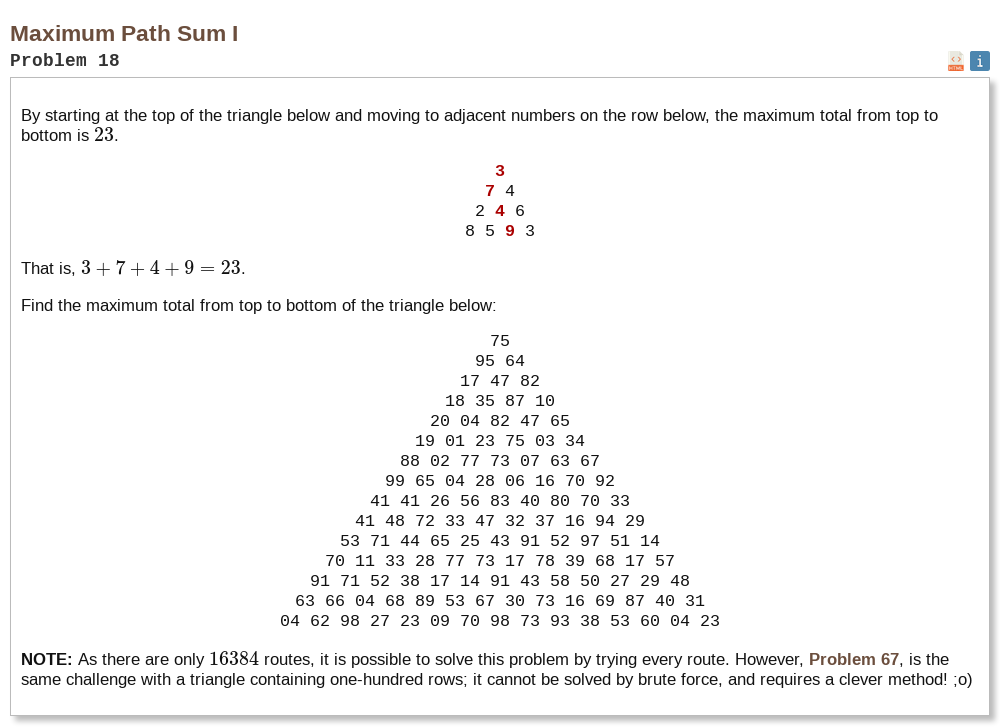 Maximum Path Sum I
Problem 18
HTML
i
By starting at the top of the triangle below and moving to adjacent numbers on the row below, the maximum total from top to
bottom is 23.
3
7 4
2 4 6
8 5 9 3
That is, 3 + 7 + 4 + 9 = 23.
Find the maximum total from top to bottom of the triangle below:
75
95 64
17 47 82
18 35 87 10
20 04 82 47 65
19 01 23 75 03 34
88 02 77 73 07 63 67
99 65 04 28 06 16 70 92
41 41 26 56 83 40 80 70 33
41 48 72 33 47 32 37 16 94 29
53 71 44 65 25 43 91 52 97 51 14
70 11 33 28 77 73 17 78 39 68 17 57
91 71 52 38 17 14 91 43 58 50 27 29 48
63 66 04 68 89 53 67 30 73 16 69 87 40 31
04 62 98 27 23 09 70 98 73 93 38 53 60 04 23
NOTE: As there are only 16384 routes, it is possible to solve this problem by trying every route. However, Problem 67, is the
same challenge with a triangle containing one-hundred rows; it cannot be solved by brute force, and requires a clever method! ;o)